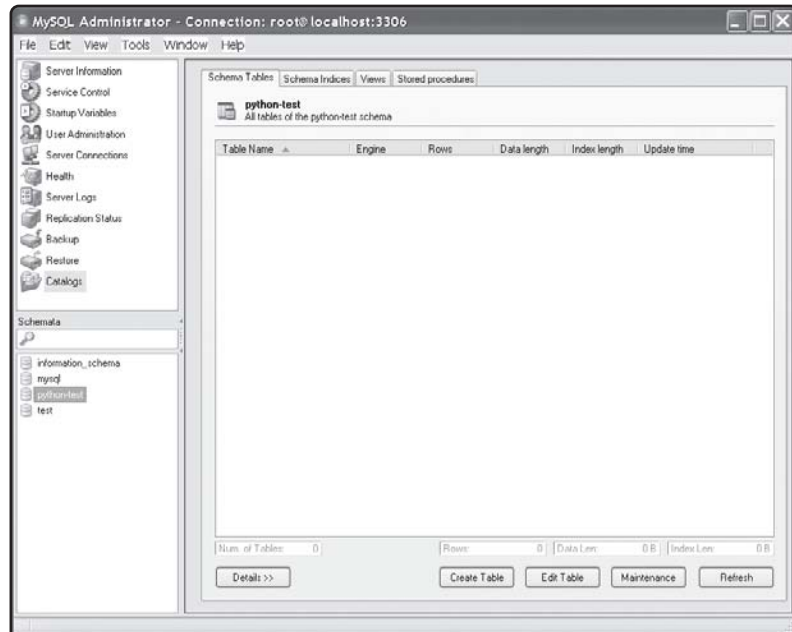 MySQL Administrator - Connection: root@localhost:3306
File Edit View Tools Window Help
Server Information
Service Control
Startup Variables
User Administration
Server Connections
Health
Server Logs
Replication Status
Backup
Restore
Catalogs
Schemata
information_schema
mysql
python-test
test
Schema Tables Schema Indices Views Stored procedures
python-test
All tables of the python-test schema
Table Name Engine Rows Data length Index length Update time
Num. of Tables: 0 Rows: 0 Data Len: 0 B Index Len: 0 B
Details >> Create Table Edit Table Maintenance Refresh